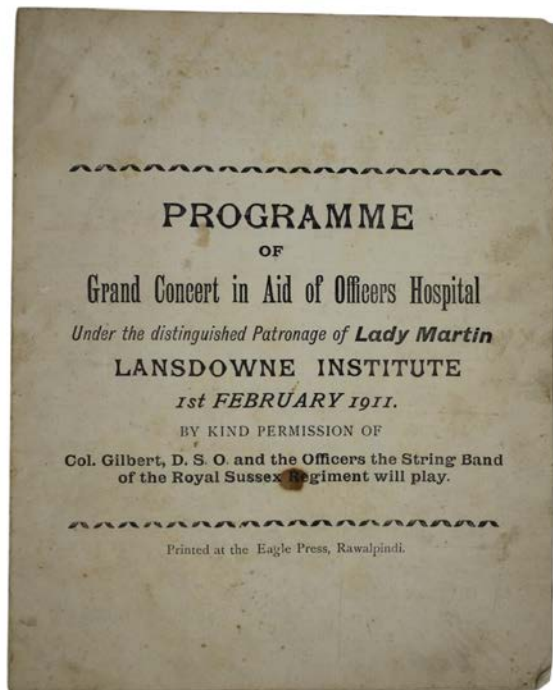 PROGRAMME
OF
Grand Concert in Aid of Officers Hospital
Under the distinguished Patronage of Lady Martin
LANSDOWNE INSTITUTE
1st FEBRUARY 1911.
BY KIND PERMISSION OF
Col. Gilbert, D. S. O. and the Officers the String Band
of the Royal Sussex Regiment will play.
Printed at the Eagle Press, Rawalpindi.